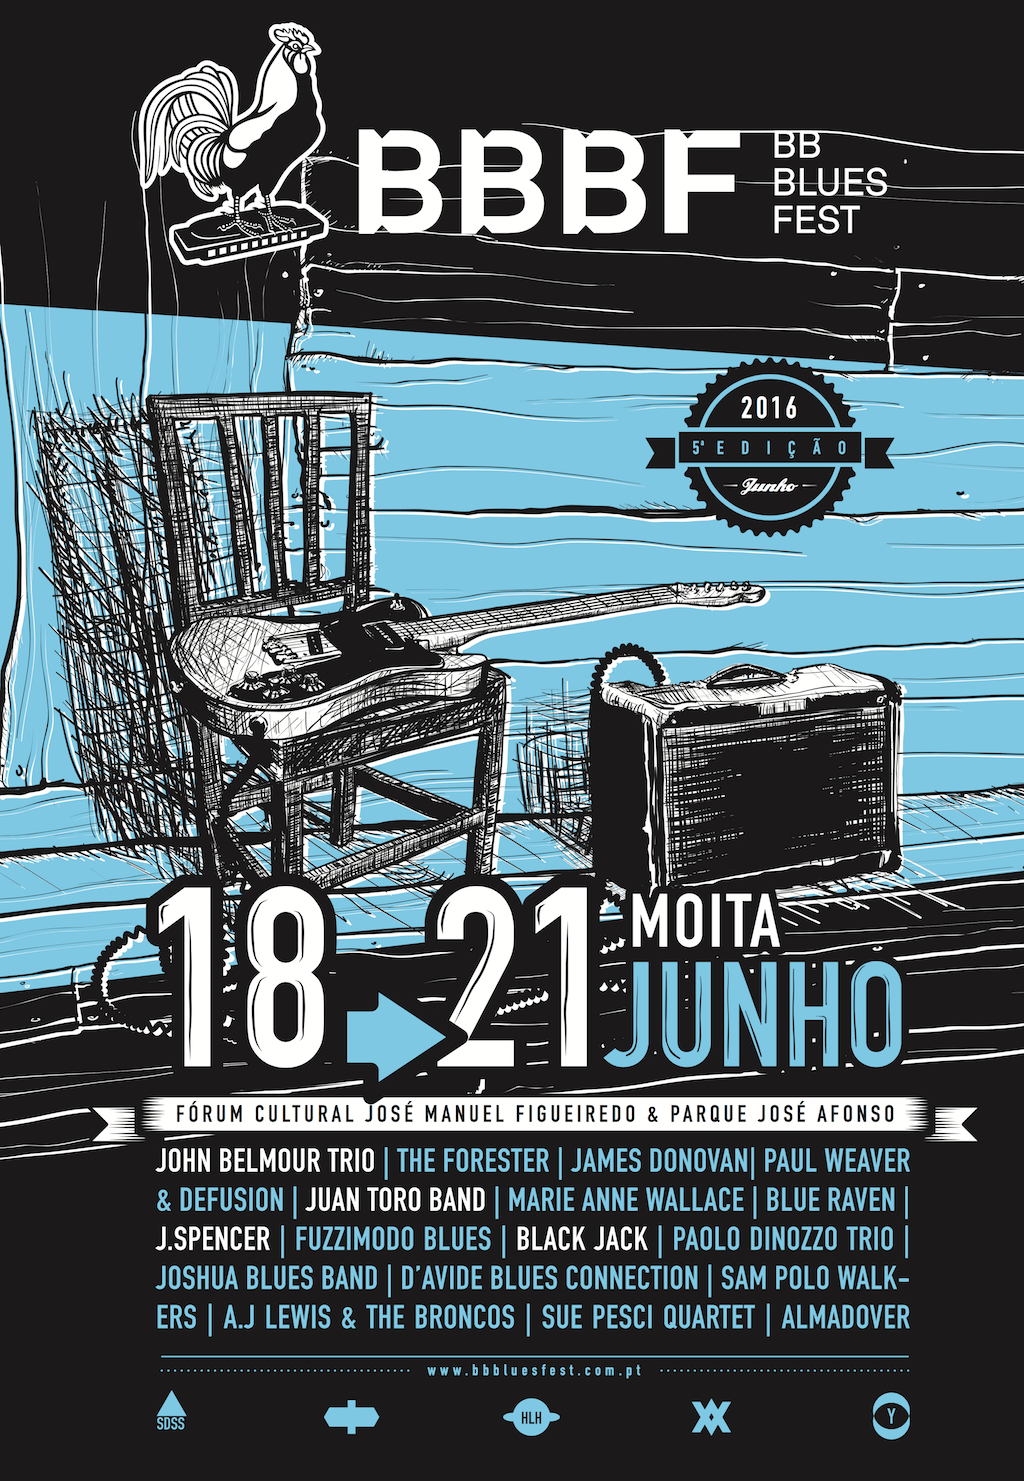 BBBF
BB
BLUES
FEST
2016
5ª EDIÇÃO
Junho
18 21
MOITA
JUNHO
FÓRUM CULTURAL JOSÉ MANUEL FIGUEIREDO & PARQUE JOSÉ AFONSO
JOHN BELMOUR TRIO | THE FORESTER | JAMES DONOVAN| PAUL WEAVER
& DEFUSION | JUAN TORO BAND | MARIE ANNE WALLACE | BLUE RAVEN |
J.SPENCER | FUZZIMODO BLUES | BLACK JACK | PAOLO DINOZZO TRIO |
JOSHUA BLUES BAND | D'AVIDE BLUES CONNECTION | SAM POLO WALK-
ERS | A.J LEWIS & THE BRONCOS | SUE PESCI QUARTET | ALMADOVER
www.bbbluesfest.com.pt
SDSS
HLH
Y